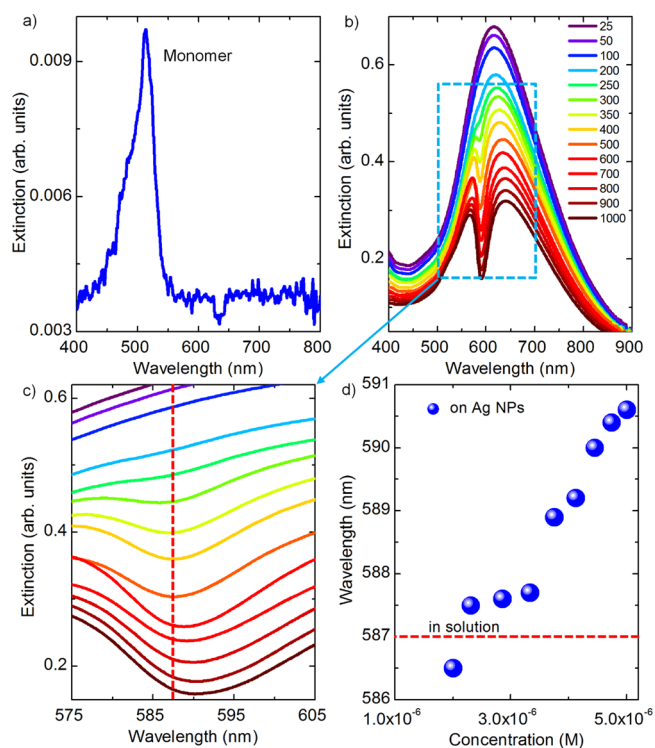 a)
Monomer
0.009
0.006
0.003
Extinction (arb. units)
400 500 600 700 800
Wavelength (nm)
b)
25
50
100
200
250
300
350
400
500
600
700
800
900
1000
0.6
0.4
0.2
Extinction (arb. units)
400 500 600 700 800 900
Wavelength (nm)
c)
0.6
0.4
0.2
Extinction (arb. units)
575 585 595 605
Wavelength (nm)
d)
on Ag NPs
in solution
591
590
589
588
587
586
Wavelength (nm)
1.0x10⁻⁶ 3.0x10⁻⁶ 5.0x10⁻⁶
Concentration (M)